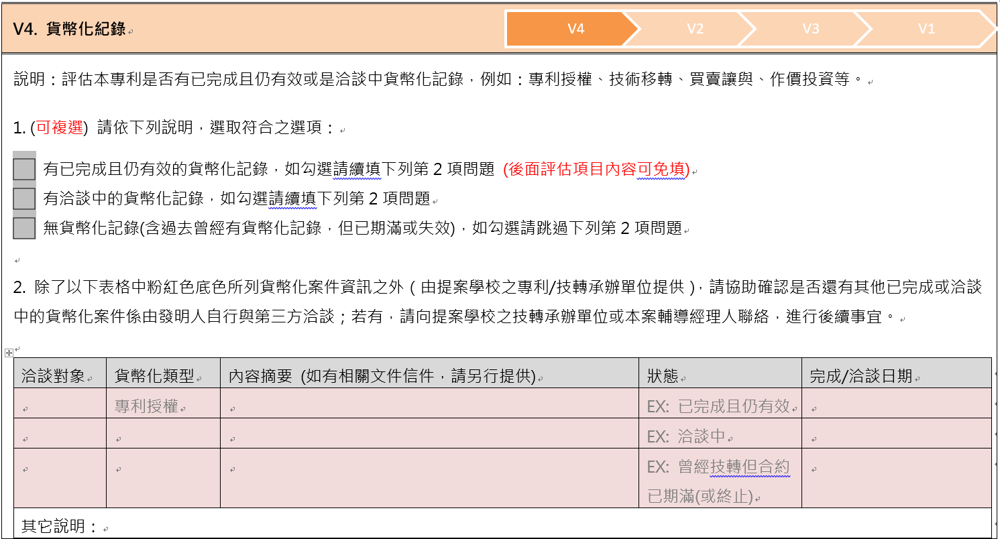 V4. 貨幣化紀錄
V4
V2
V3
V1
說明：評估本專利是否有已完成且仍有效或是洽談中貨幣化記錄，例如：專利授權、技術移轉、買賣讓與、作價投資等。
1. (可複選) 請依下列說明，選取符合之選項：
有已完成且仍有效的貨幣化記錄，如勾選請續填下列第 2 項問題 (後面評估項目內容可免填)
有洽談中的貨幣化記錄，如勾選請續填下列第 2 項問題
無貨幣化記錄(含過去曾經有貨幣化記錄，但已期滿或失效)，如勾選請跳過下列第 2 項問題
2. 除了以下表格中粉紅色底色所列貨幣化案件資訊之外（由提案學校之專利/技轉承辦單位提供），請協助確認是否還有其他已完成或洽談
中的貨幣化案件係由發明人自行與第三方洽談；若有，請向提案學校之技轉承辦單位或本案輔導經理人聯絡，進行後續事宜。
洽談對象
貨幣化類型
內容摘要 (如有相關文件信件，請另行提供)
狀態
完成/洽談日期
專利授權
EX: 已完成且仍有效
EX: 洽談中
EX: 曾經技轉但合約
已期滿(或終止)
其它說明：